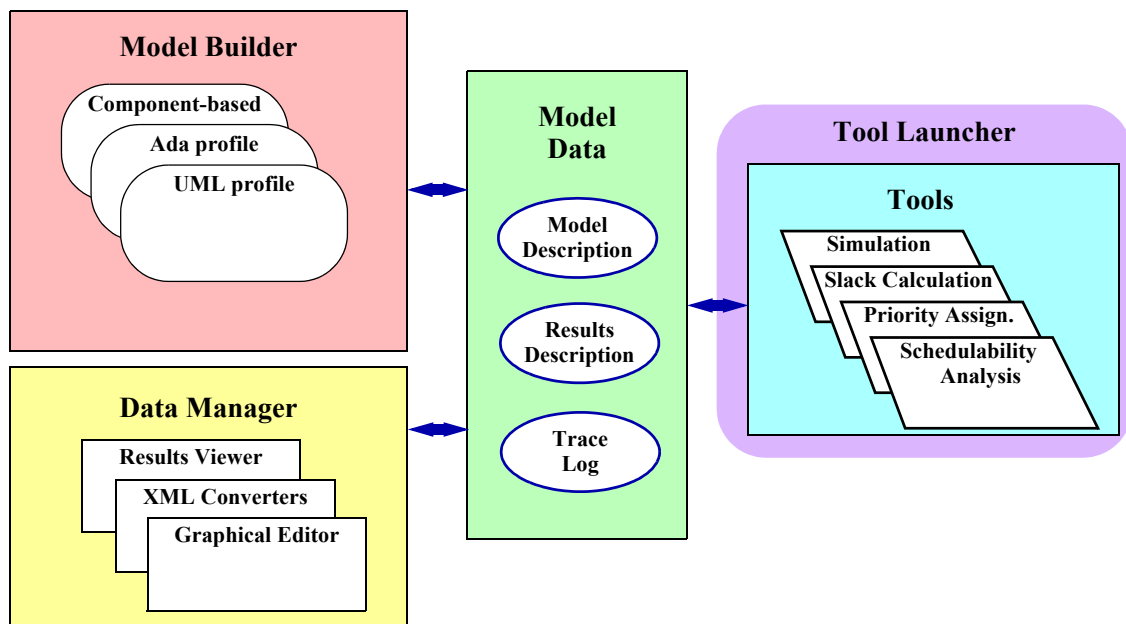 Model Builder
Component-based
Ada profile
UML profile
Data Manager
Results Viewer
XML Converters
Graphical Editor
Model
Data
Model
Description
Results
Description
Trace
Log
Tool Launcher
Tools
Simulation
Slack Calculation
Priority Assign.
Schedulability
Analysis